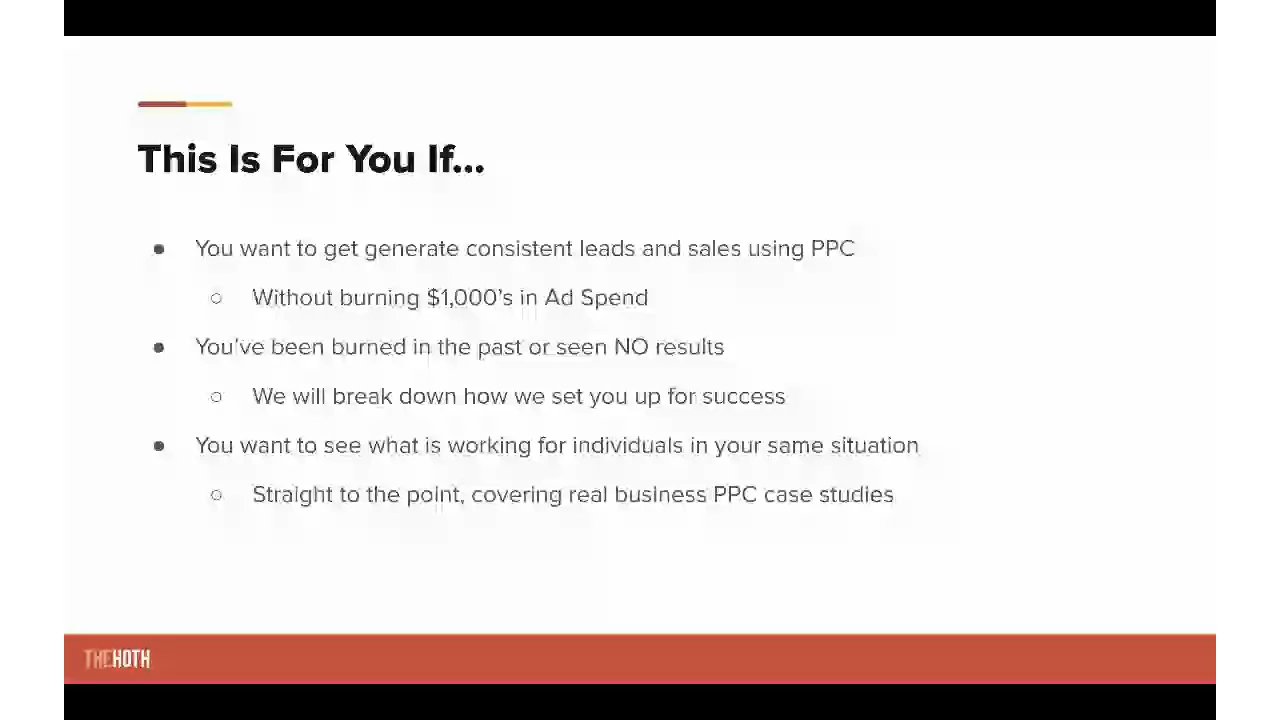 This Is For You If...
● You want to get generate consistent leads and sales using PPC
○ Without burning $1,000's in Ad Spend
● You've been burned in the past or seen NO results
○ We will break down how we set you up for success
● You want to see what is working for individuals in your same situation
○ Straight to the point, covering real business PPC case studies
THEHOTH